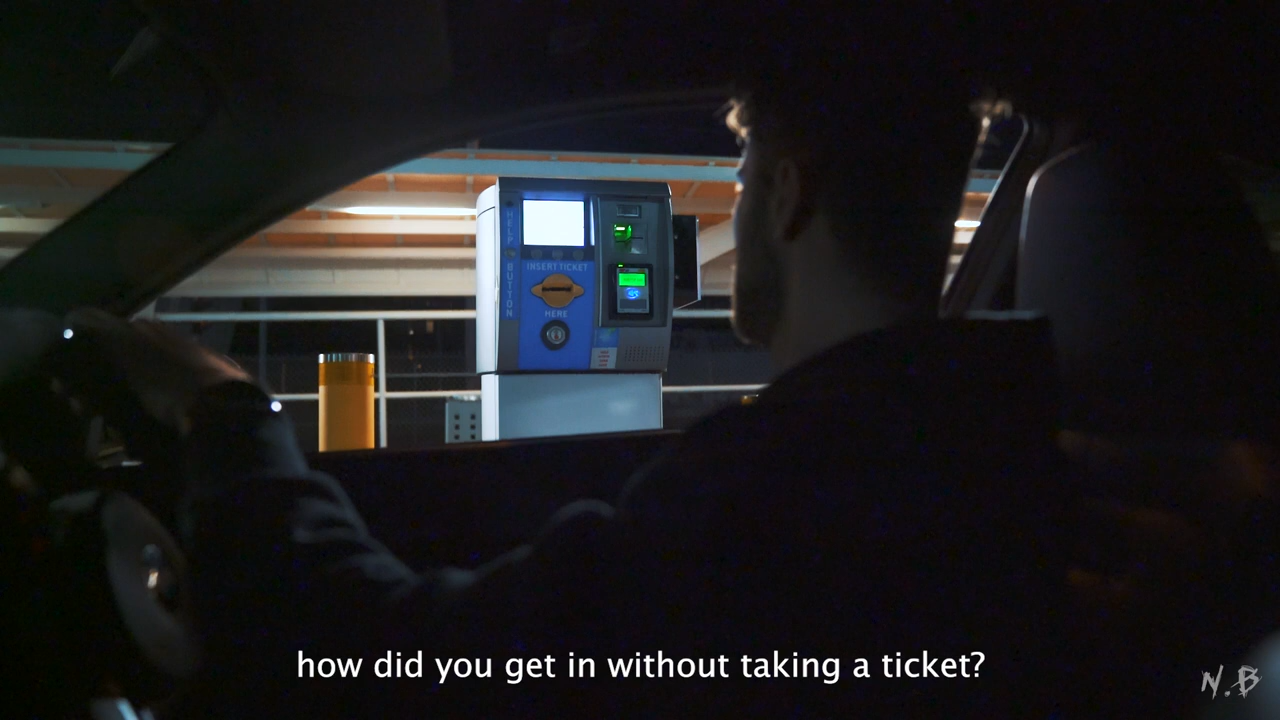 HELP BUTTON
INSERT TICKET
HERE
how did you get in without taking a ticket?
N.B